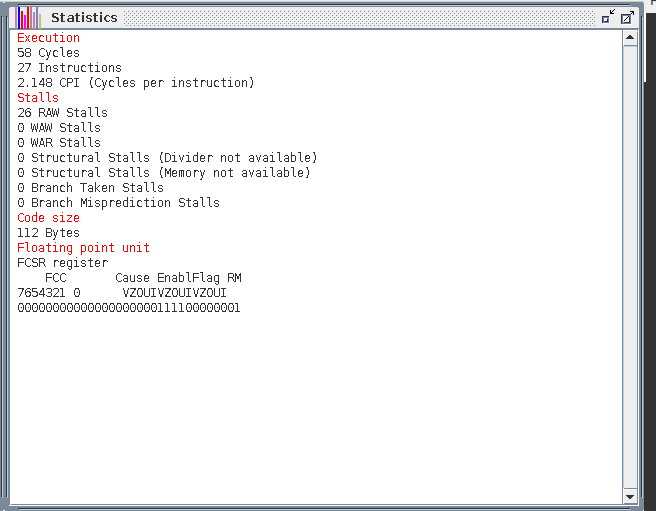 Statistics
Execution
58 Cycles
27 Instructions
2.148 CPI (Cycles per instruction)
Stalls
26 RAW Stalls
0 WAW Stalls
0 WAR Stalls
0 Structural Stalls (Divider not available)
0 Structural Stalls (Memory not available)
0 Branch Taken Stalls
0 Branch Misprediction Stalls
Code size
112 Bytes
Floating point unit
FCSR register
    FCC       Cause EnablFlag RM
7654321 0      VZOUIVZOUIVZOUI
00000000000000000000111100000001